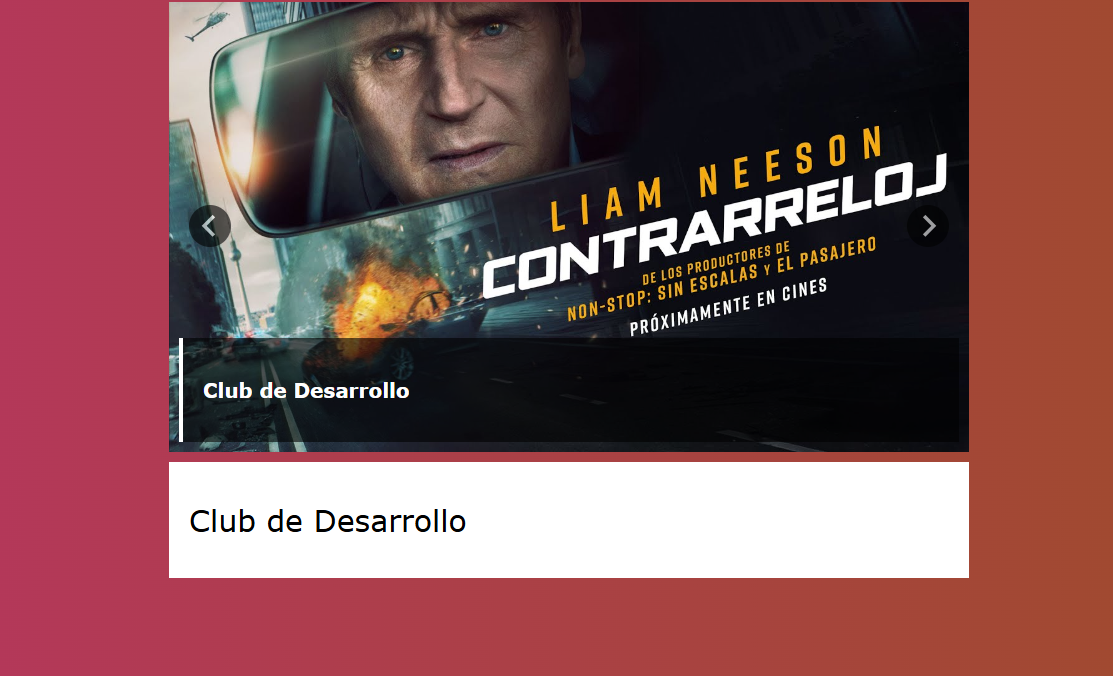 LIAM NEESON
CONTRARRELOJ
DE LOS PRODUCTORES DE
NON-STOP: SIN ESCALAS Y EL PASAJERO
PRÓXIMAMENTE EN CINES
Club de Desarrollo
Club de Desarrollo